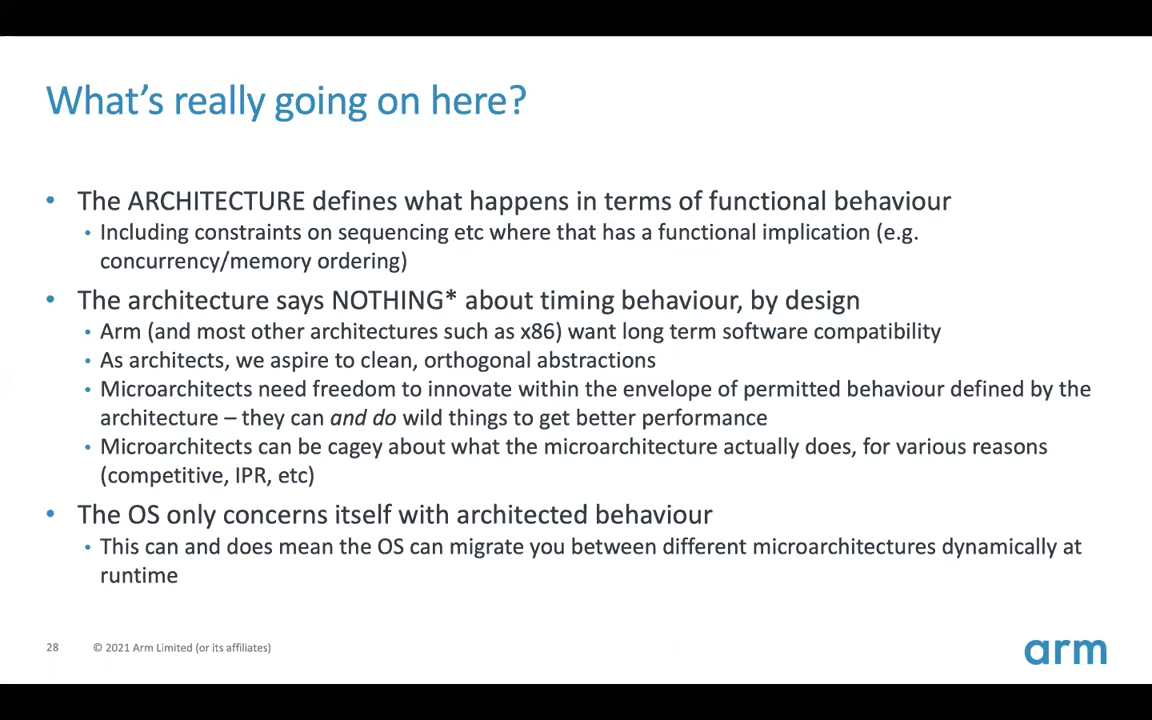 What's really going on here?
• The ARCHITECTURE defines what happens in terms of functional behaviour
• Including constraints on sequencing etc where that has a functional implication (e.g.
concurrency/memory ordering)
• The architecture says NOTHING* about timing behaviour, by design
• Arm (and most other architectures such as x86) want long term software compatibility
• As architects, we aspire to clean, orthogonal abstractions
• Microarchitects need freedom to innovate within the envelope of permitted behaviour defined by the
architecture – they can and do wild things to get better performance
• Microarchitects can be cagey about what the microarchitecture actually does, for various reasons
(competitive, IPR, etc)
• The OS only concerns itself with architected behaviour
• This can and does mean the OS can migrate you between different microarchitectures dynamically at
runtime
28 © 2021 Arm Limited (or its affiliates)
arm